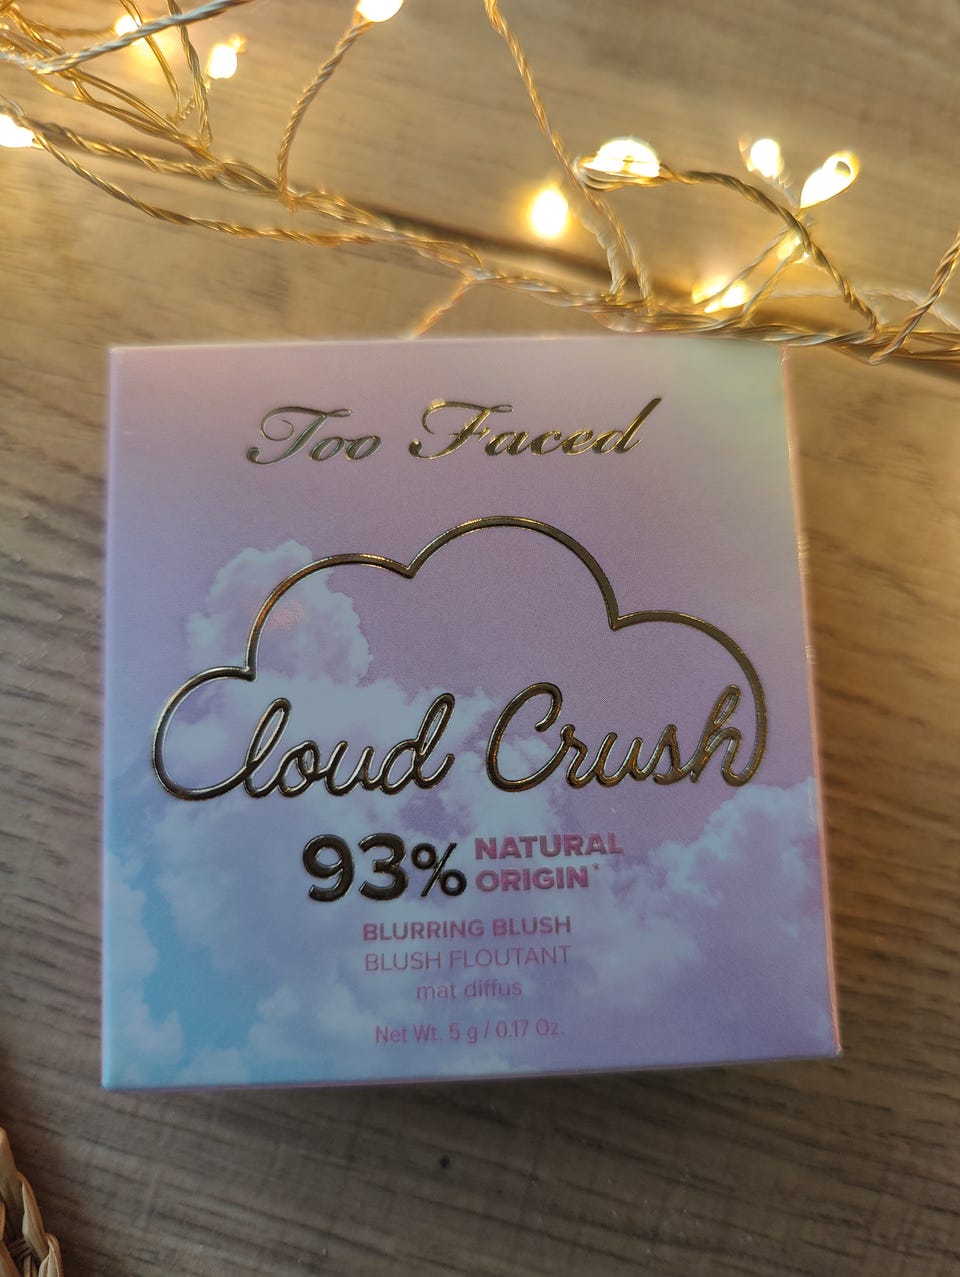 Too Faced
Cloud Crush
93% NATURAL
ORIGIN*
BLURRING BLUSH
BLUSH FLOUTANT
mat diffus
Net Wt. 5 g / 0.17 Oz.